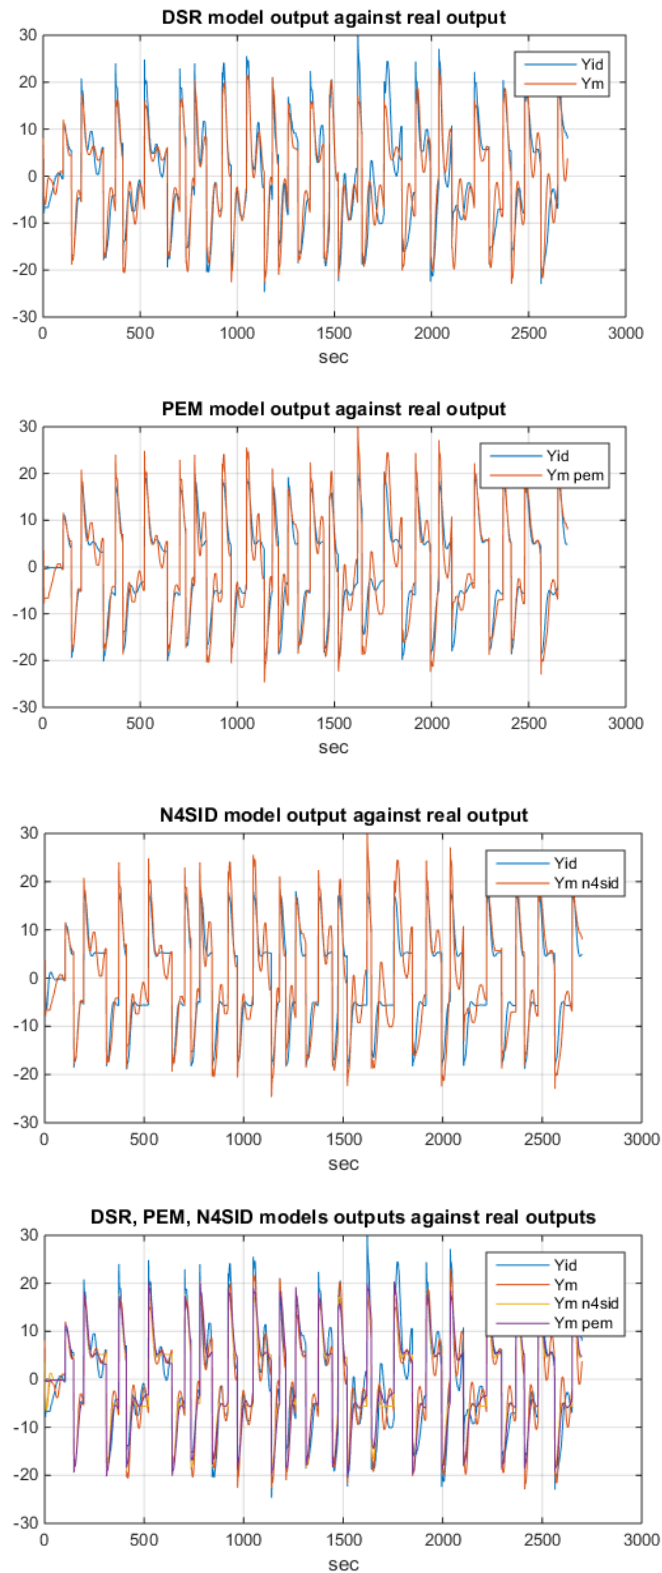 DSR model output against real output
30
20
10
0
-10
-20
-30
0 500 1000 1500 2000 2500 3000
sec
Yid
Ym
PEM model output against real output
30
20
10
0
-10
-20
-30
0 500 1000 1500 2000 2500 3000
sec
Yid
Ym pem
N4SID model output against real output
30
20
10
0
-10
-20
-30
0 500 1000 1500 2000 2500 3000
sec
Yid
Ym n4sid
DSR, PEM, N4SID models outputs against real outputs
30
20
10
0
-10
-20
-30
0 500 1000 1500 2000 2500 3000
sec
Yid
Ym
Ym n4sid
Ym pem